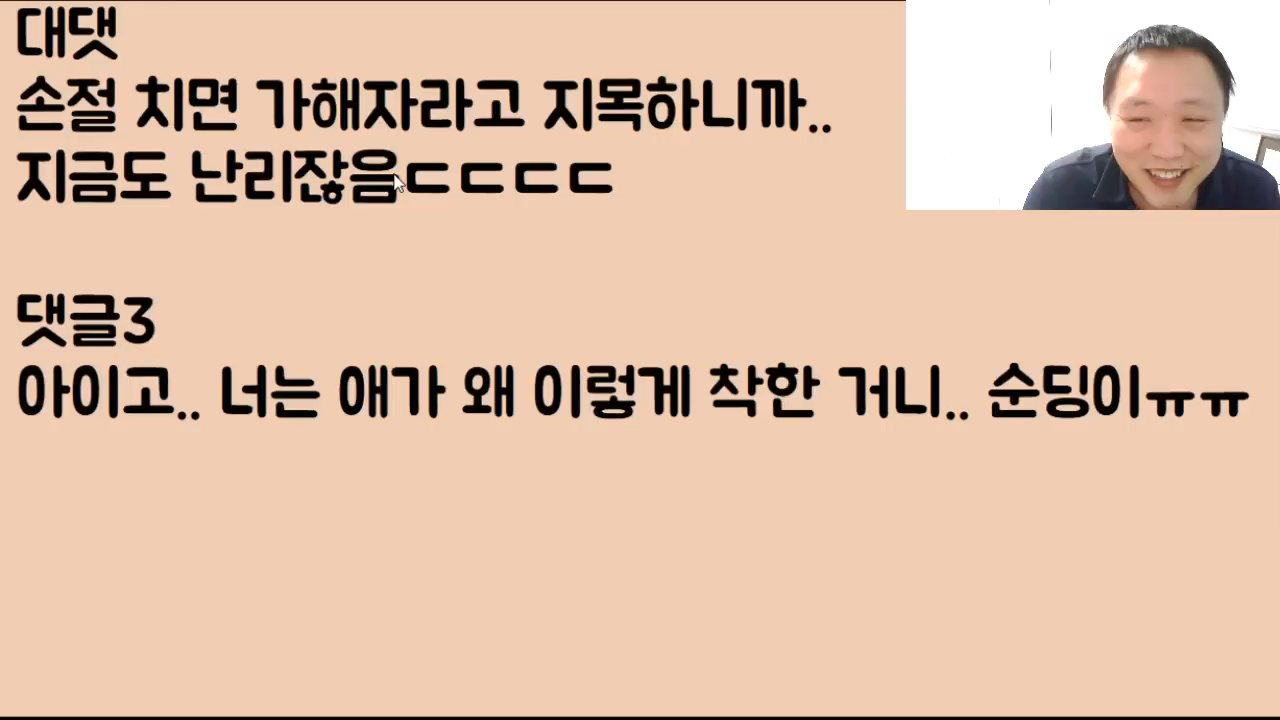 대댓
손절 치면 가해자라고 지목하니까..
지금도 난리잖음ㄷㄷㄷㄷ
댓글3
아이고.. 너는 애가 왜 이렇게 착한 거니.. 순딩이ㅠㅠ